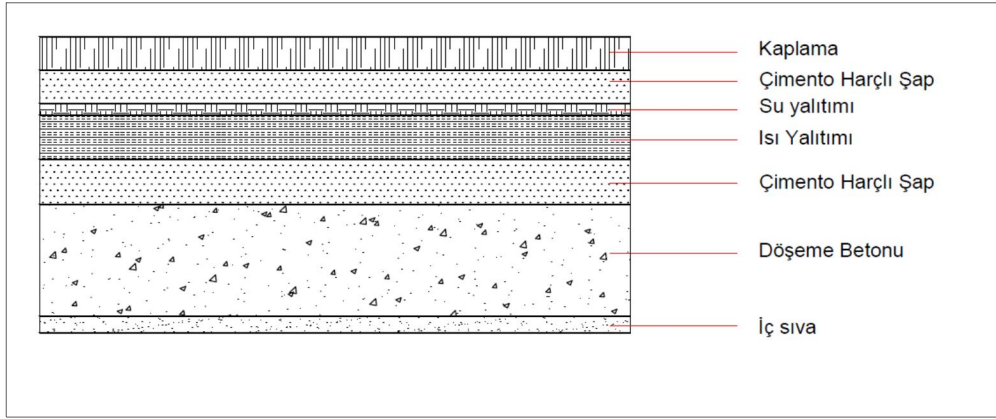 Kaplama
Çimento Harçlı Şap
Su yalıtımı
Isı Yalıtımı
Çimento Harçlı Şap
Döşeme Betonu
İç sıva